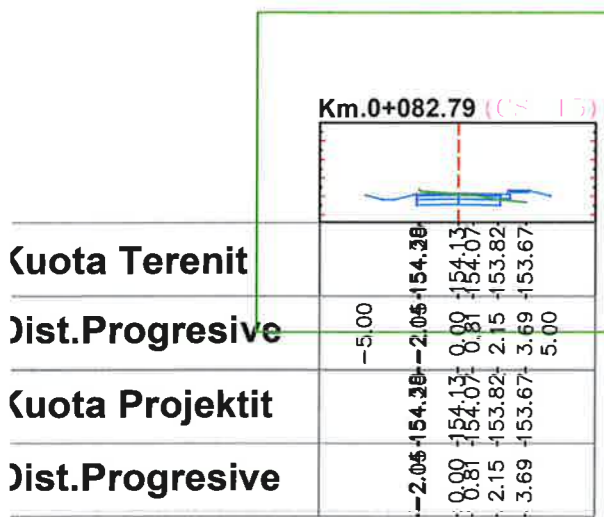 Km.0+082.79
Kuota Terenit
154.13 154.07 153.82 153.67
Dist.Progresive
-5.00 0.00 0.81 2.15 3.69 5.00
Kuota Projektit
154.13 154.07 153.82 153.67
Dist.Progresive
0.00 0.81 2.15 3.69